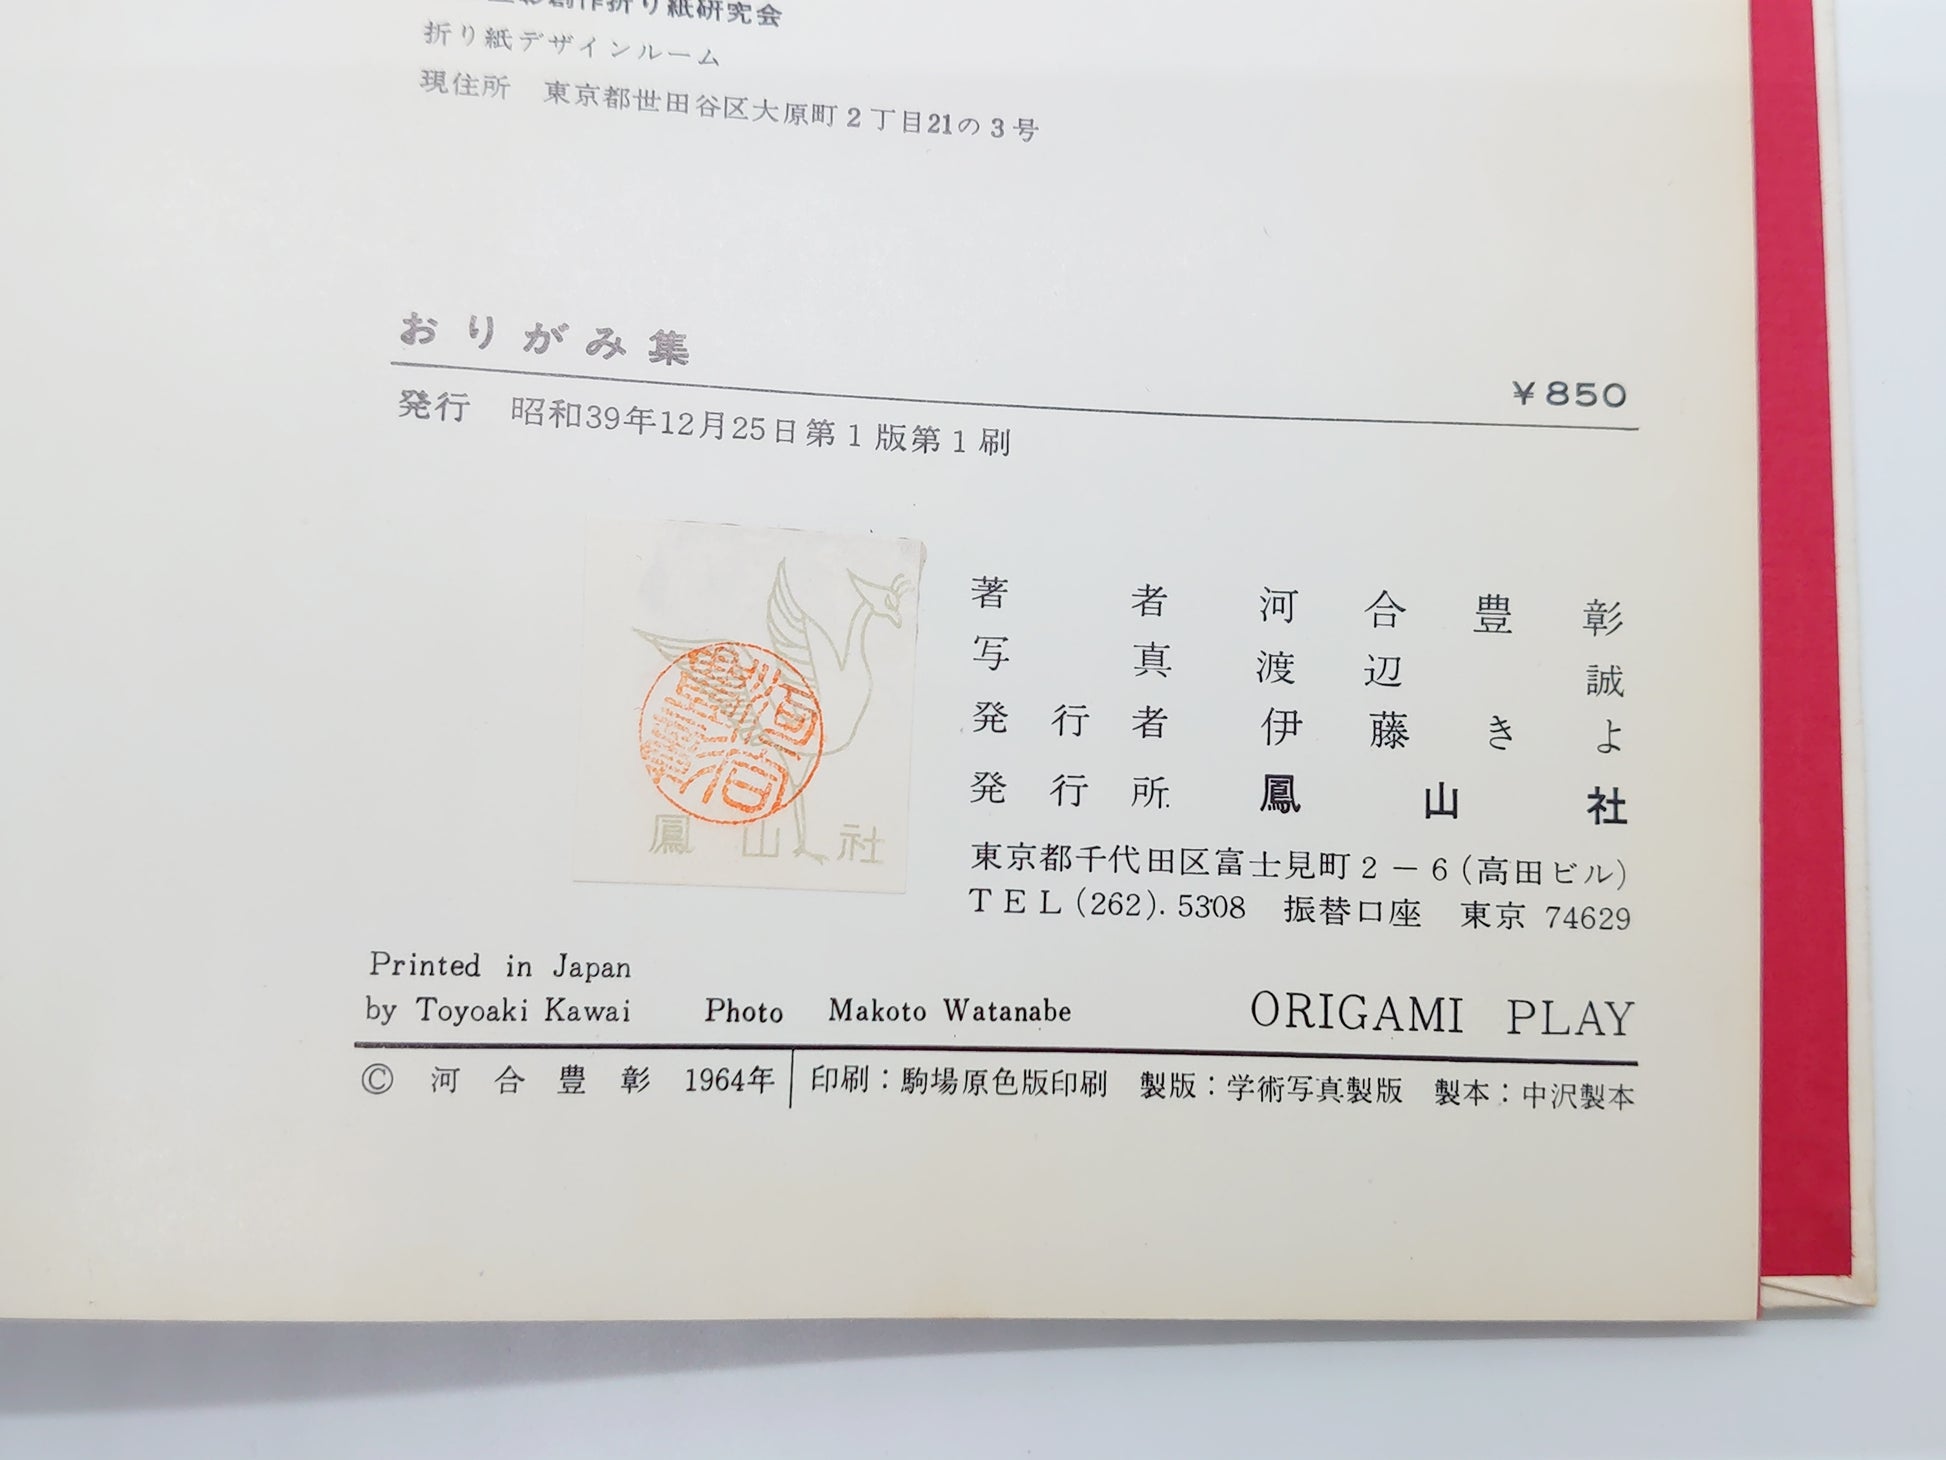 創作折り紙研究会
折り紙デザインルーム
現住所 東京都世田谷区大原町2丁目21の3号
おりがみ集
¥850
発行 昭和39年12月25日第1版第1刷
著者 河合豊彰
写真 渡辺誠
発行者 伊藤きよ
発行所 鳳山社
東京都千代田区富士見町2-6(高田ビル)
TEL(262).5308 振替口座 東京 74629
鳳山社
Printed in Japan
by Toyoaki Kawai Photo Makoto Watanabe ORIGAMI PLAY
© 河合豊彰 1964年 印刷:駒場原色版印刷 製版:学術写真製版 製本:中沢製本